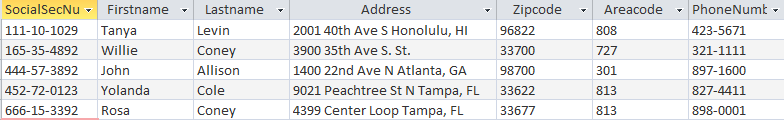 SocialSecNu Firstname Lastname Address Zipcode Areacode PhoneNumb
111-10-1029 Tanya Levin 2001 40th Ave S Honolulu, HI 96822 808 423-5671
165-35-4892 Willie Coney 3900 35th Ave S. St. 33700 727 321-1111
444-57-3892 John Allison 1400 22nd Ave N Atlanta, GA 98700 301 897-1600
452-72-0123 Yolanda Cole 9021 Peachtree St N Tampa, FL 33622 813 827-4411
666-15-3392 Rosa Coney 4399 Center Loop Tampa, FL 33677 813 898-0001